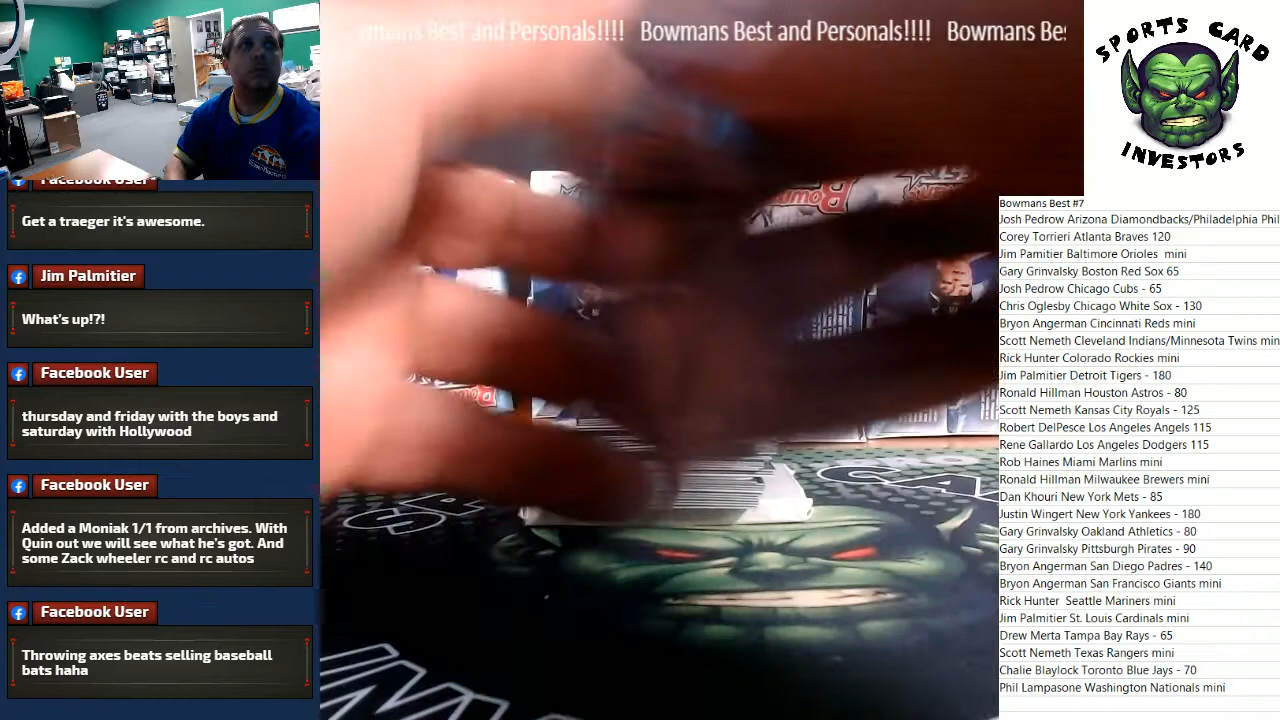 Bowmans Best and Personals!!!! Bowmans Best and Personals!!!! Bowmans Bes
SPORTS CARD
INVESTORS
Facebook User
Get a traeger it's awesome.
Jim Palmitier
What's up!?!
Facebook User
thursday and friday with the boys and
saturday with Hollywood
Facebook User
Added a Moniak 1/1 from archives. With
Quin out we will see what he's got. And
some Zack wheeler rc and rc autos
Facebook User
Throwing axes beats selling baseball
bats haha
Bowmans Best #7
Josh Pedrow Arizona Diamondbacks/Philadelphia Phil
Corey Torrieri Atlanta Braves 120
Jim Pamitier Baltimore Orioles mini
Gary Grinvalsky Boston Red Sox 65
Josh Pedrow Chicago Cubs - 65
Chris Oglesby Chicago White Sox - 130
Bryon Angerman Cincinnati Reds mini
Scott Nemeth Cleveland Indians/Minnesota Twins min
Rick Hunter Colorado Rockies mini
Jim Palmitier Detroit Tigers - 180
Ronald Hillman Houston Astros - 80
Scott Nemeth Kansas City Royals - 125
Robert DelPesce Los Angeles Angels 115
Rene Gallardo Los Angeles Dodgers 115
Rob Haines Miami Marlins mini
Ronald Hillman Milwaukee Brewers mini
Dan Khouri New York Mets - 85
Justin Wingert New York Yankees - 180
Gary Grinvalsky Oakland Athletics - 80
Gary Grinvalsky Pittsburgh Pirates - 90
Bryon Angerman San Diego Padres - 140
Bryon Angerman San Francisco Giants mini
Rick Hunter Seattle Mariners mini
Jim Palmitier St. Louis Cardinals mini
Drew Merta Tampa Bay Rays - 65
Scott Nemeth Texas Rangers mini
Chalie Blaylock Toronto Blue Jays - 70
Phil Lampasone Washington Nationals mini